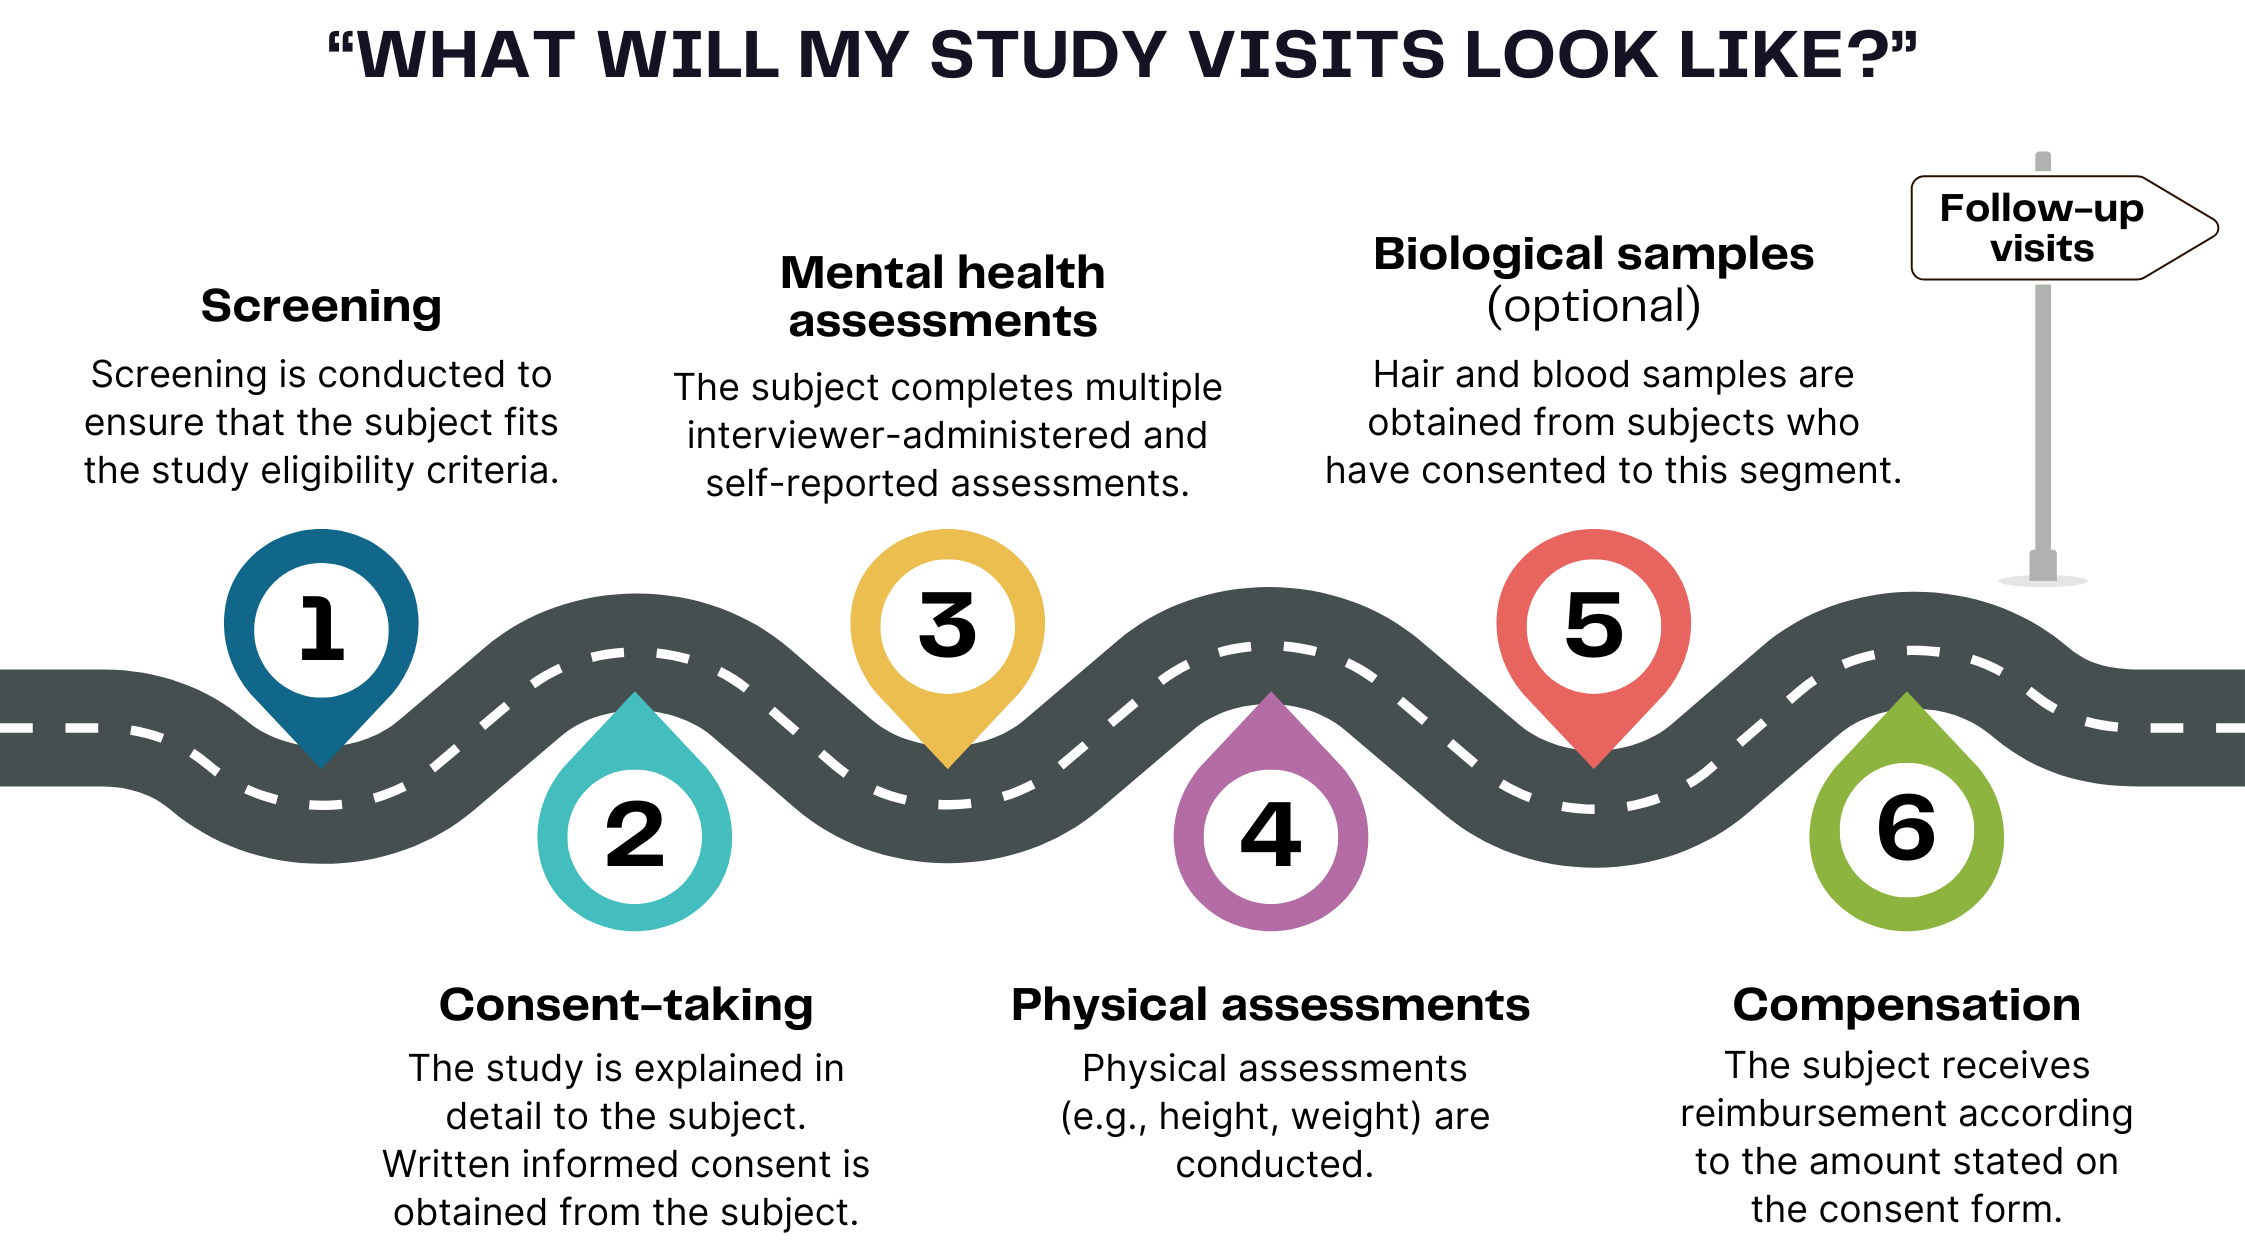 “WHAT WILL MY STUDY VISITS LOOK LIKE?”
Follow-up
visits
Screening
Screening is conducted to
ensure that the subject fits
the study eligibility criteria.
1
2
Consent-taking
The study is explained in
detail to the subject.
Written informed consent is
obtained from the subject.
Mental health
assessments
The subject completes multiple
interviewer-administered and
self-reported assessments.
3
4
Physical assessments
Physical assessments
(e.g., height, weight) are
conducted.
Biological samples
(optional)
Hair and blood samples are
obtained from subjects who
have consented to this segment.
5
6
Compensation
The subject receives
reimbursement according
to the amount stated on
the consent form.